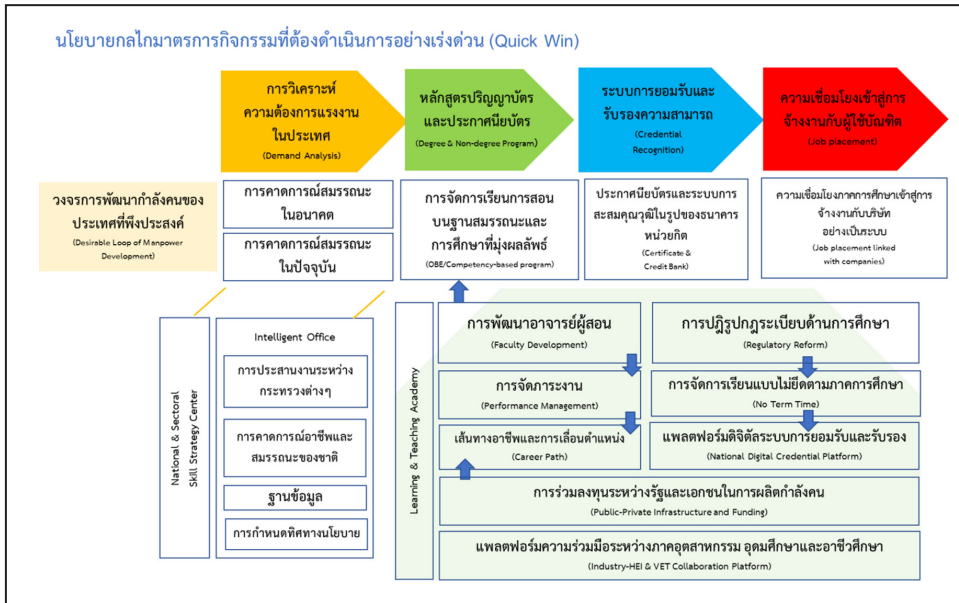 นโยบายกลไกมาตรการกิจกรรมที่ต้องดำเนินการอย่างเร่งด่วน (Quick Win)
การวิเคราะห์
ความต้องการแรงงาน
ในประเทศ
(Demand Analysis)
หลักสูตรปริญญาบัตร
และประกาศนียบัตร
(Degree & Non-degree Program)
ระบบการยอมรับและ
รับรองความสามารถ
(Credential
Recognition)
ความเชื่อมโยงเข้าสู่การ
จ้างงานกับผู้ใช้บัณฑิต
(Job placement)
วงจรการพัฒนากำลังคนของ
ประเทศที่พึงประสงค์
(Desirable Loop of Manpower
Development)
การคาดการณ์สมรรถนะ
ในอนาคต
การคาดการณ์สมรรถนะ
ในปัจจุบัน
การจัดการเรียนการสอน
บนฐานสมรรถนะและ
การศึกษาที่มุ่งผลลัพธ์
(OBE/Competency-based program)
ประกาศนียบัตรและระบบการ
สะสมคุณวุฒิในรูปของธนาคาร
หน่วยกิต
(Certificate &
Credit Bank)
ความเชื่อมโยงภาคการศึกษาเข้าสู่การ
จ้างงานกับบริษัท
อย่างเป็นระบบ
(Job placement linked
with companies)
National & Sectoral
Skill Strategy Center
Intelligent Office
การประสานงานระหว่าง
กระทรวงต่างๆ
การคาดการณ์อาชีพและ
สมรรถนะของชาติ
ฐานข้อมูล
การกำหนดทิศทางนโยบาย
Learning & Teaching Academy
การพัฒนาอาจารย์ผู้สอน
(Faculty Development)
การจัดภาระงาน
(Performance Management)
เส้นทางอาชีพและการเลื่อนตำแหน่ง
(Career Path)
การปฎิรูปกฎระเบียบด้านการศึกษา
(Regulatory Reform)
การจัดการเรียนแบบไม่ยึดตามภาคการศึกษา
(No Term Time)
แพลตฟอร์มดิจิตัลระบบการยอมรับและรับรอง
(National Digital Credential Platform)
การร่วมลงทุนระหว่างรัฐและเอกชนในการผลิตกำลังคน
(Public-Private Infrastructure and Funding)
แพลตฟอร์มความร่วมมือระหว่างภาคอุตสาหกรรม อุดมศึกษาและอาชีวศึกษา
(Industry-HEI & VET Collaboration Platform)